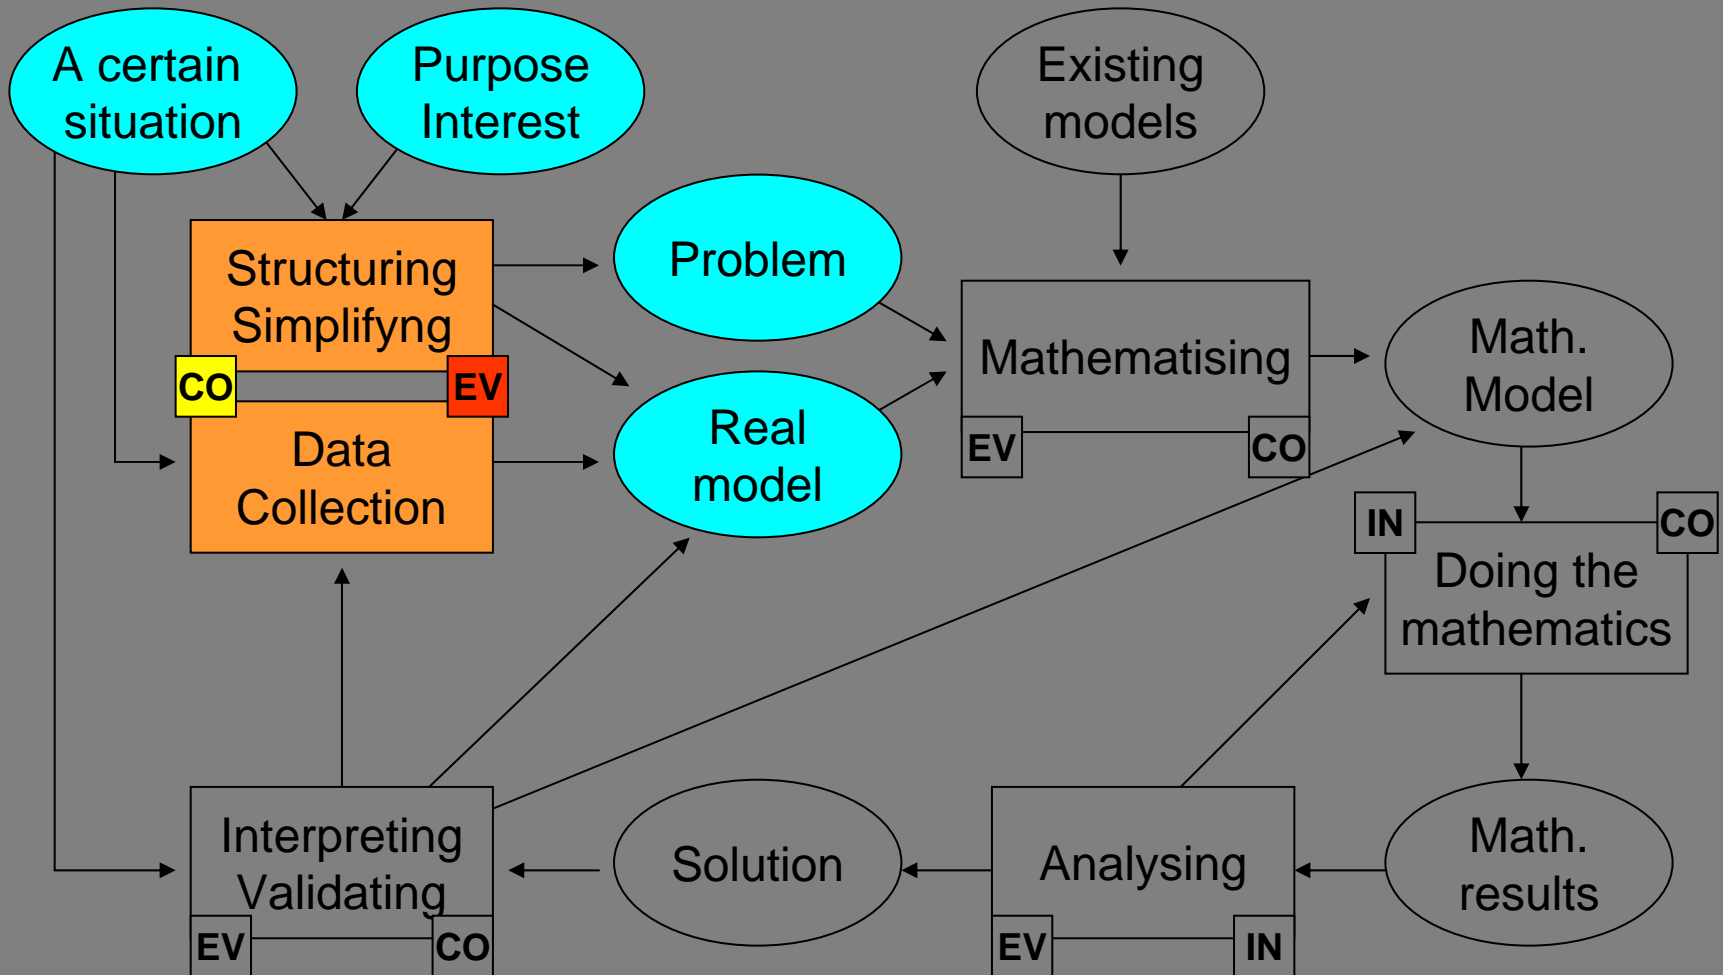 A certain
situation
Purpose
Interest
Existing
models
Structuring
Simplifyng
CO
EV
Data
Collection
Problem
Real
model
Mathematising
EV
CO
Math.
Model
IN
CO
Doing the
mathematics
Interpreting
Validating
EV
CO
Solution
Analysing
EV
IN
Math.
results